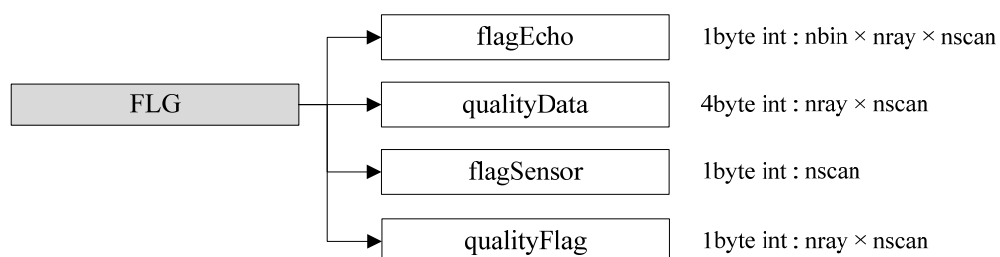 flagEcho 1byte int : nbin × nray × nscan
FLG
qualityData 4byte int : nray × nscan
flagSensor 1byte int : nscan
qualityFlag 1byte int : nray × nscan